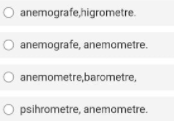 anemografe,higrometre.
anemografe, anemometre.
anemometre,barometre,
psihrometre, anemometre.